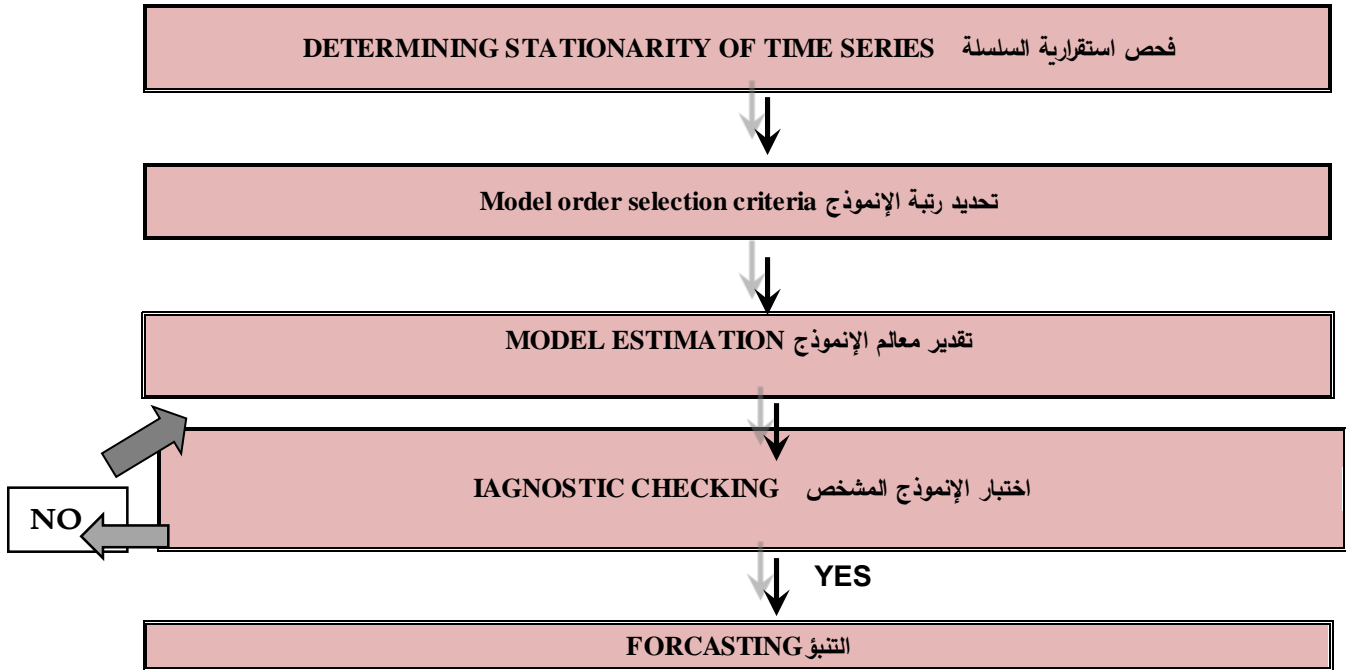 فحص استقرارية السلسلة DETERMINING STATIONARITY OF TIME SERIES
تحديد رتبة الإنموذج Model order selection criteria
تقدير معالم الإنموذج MODEL ESTIMATION
اختبار الإنموذج المشخص IAGNOSTIC CHECKING
NO
YES
التنبؤ FORCASTING